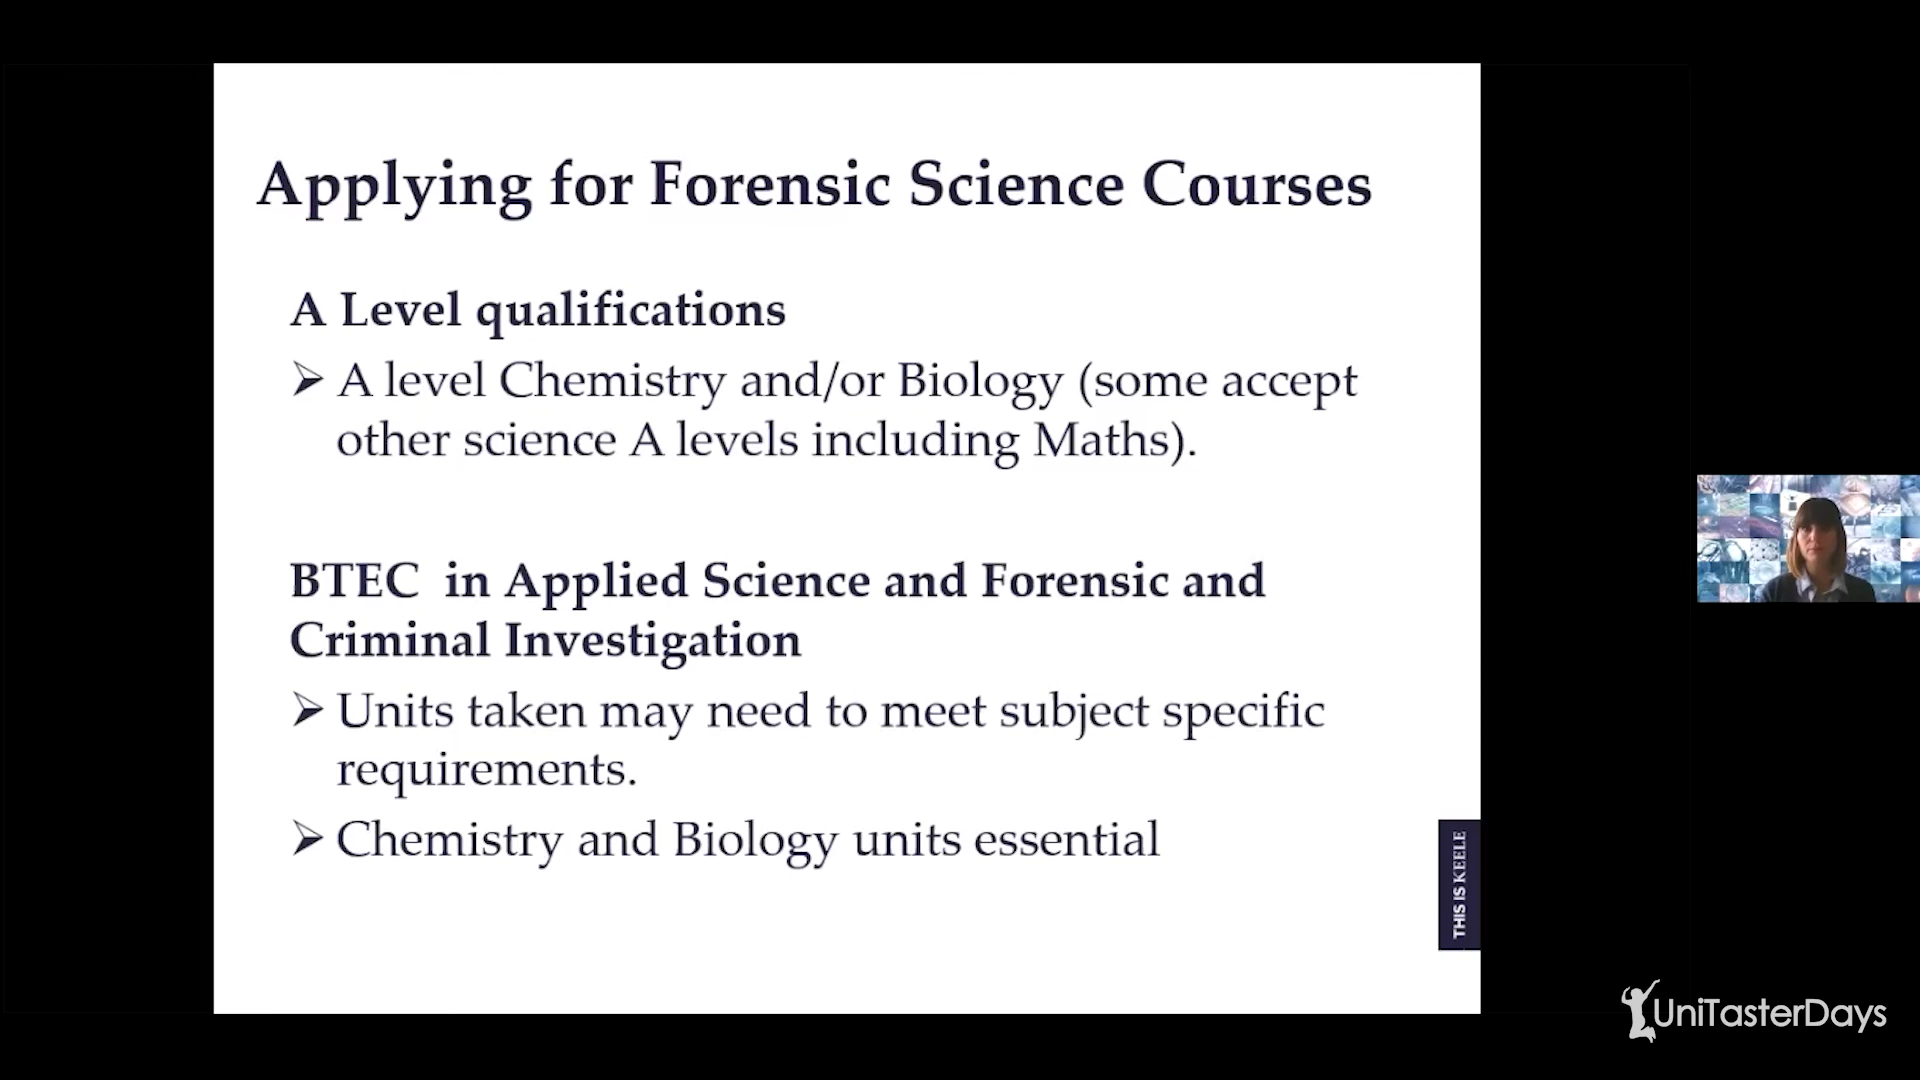 Applying for Forensic Science Courses
A Level qualifications
➢ A level Chemistry and/or Biology (some accept
other science A levels including Maths).
BTEC in Applied Science and Forensic and
Criminal Investigation
➢ Units taken may need to meet subject specific
requirements.
➢ Chemistry and Biology units essential
THIS IS KEELE
UniTasterDays